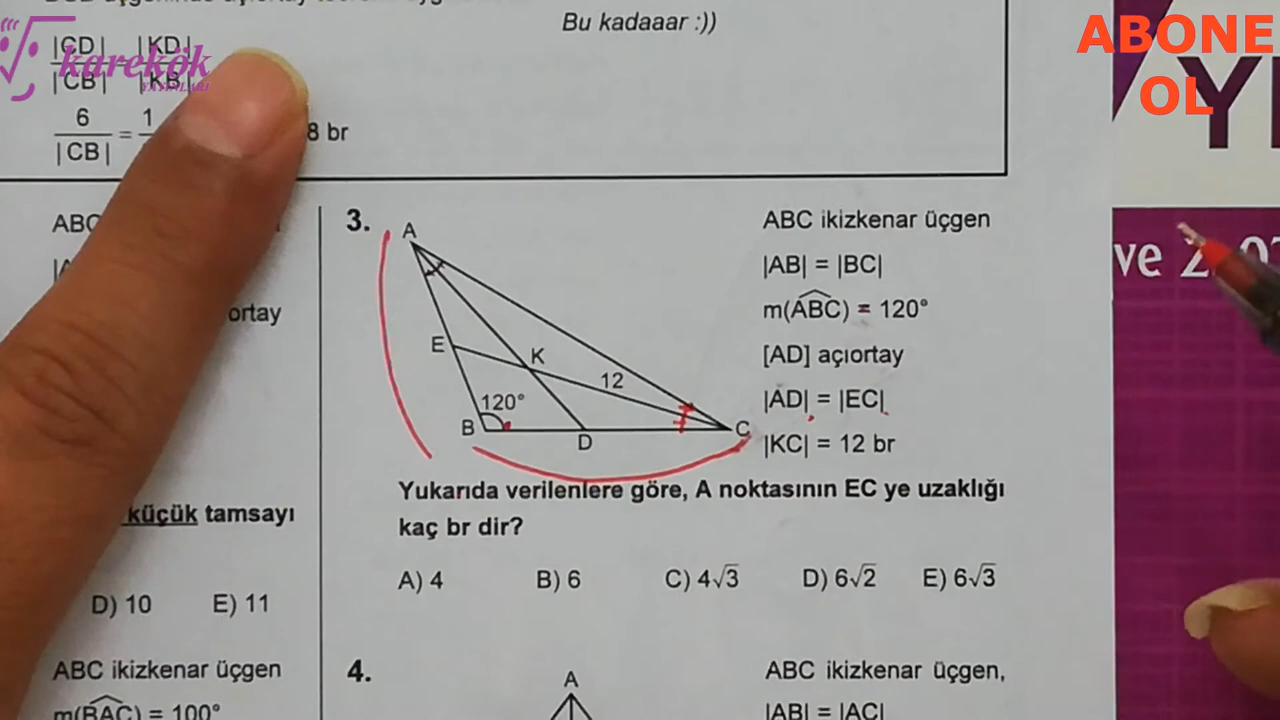 Bu kadaaar :))
ABONE
OL
karekök
YAYINLARI
|CD| |KD|
|CB| |KB|
6/|CB| = 1
8 br
Yİ
ve
ABC
ortay
küçük tamsayı
D) 10 E) 11
ABC ikizkenar üçgen
m(BAC) = 100°
3.
A
E
K
12
120°
B
D
C
ABC ikizkenar üçgen
|AB| = |BC|
m(ABC) = 120°
[AD] açıortay
|AD| = |EC|
|KC| = 12 br
Yukarıda verilenlere göre, A noktasının EC ye uzaklığı
kaç br dir?
A) 4 B) 6 C) 4√3 D) 6√2 E) 6√3
4.
A
ABC ikizkenar üçgen,
|AB| = |AC|